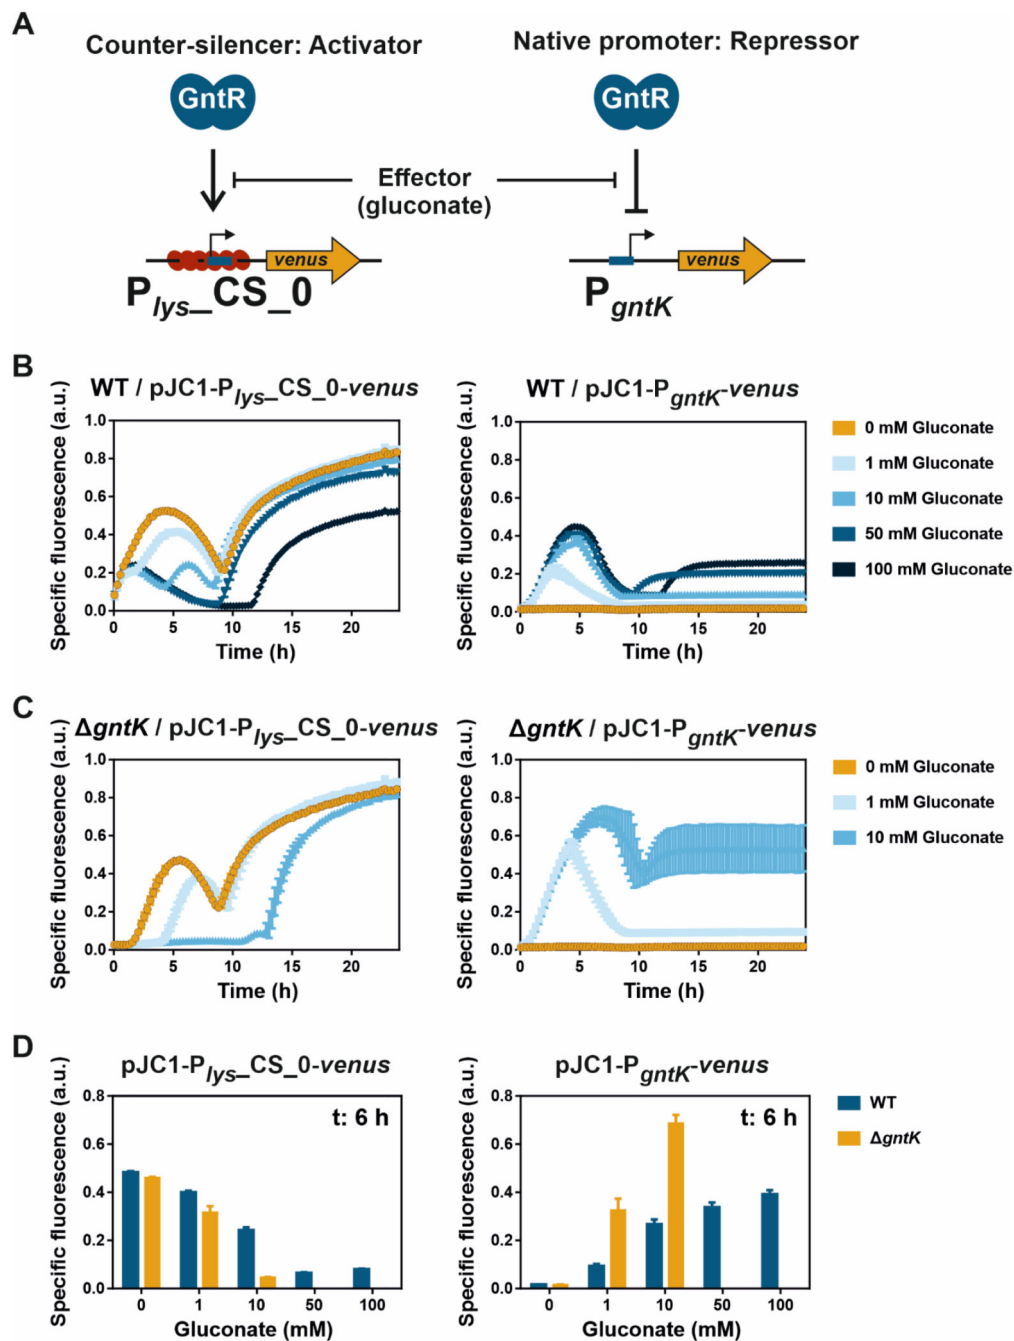 A
Counter-silencer: Activator
Native promoter: Repressor
GntR
GntR
Effector
(gluconate)
venus
venus
Plys_CS_0
PgntK
B
WT / pJC1-Plys_CS_0-venus
WT / pJC1-PgntK-venus
Specific fluorescence (a.u.)
1.0
0.8
0.6
0.4
0.2
0.0
0 5 10 15 20
Time (h)
Specific fluorescence (a.u.)
1.0
0.8
0.6
0.4
0.2
0.0
0 5 10 15 20
Time (h)
0 mM Gluconate
1 mM Gluconate
10 mM Gluconate
50 mM Gluconate
100 mM Gluconate
C
ΔgntK / pJC1-Plys_CS_0-venus
ΔgntK / pJC1-PgntK-venus
Specific fluorescence (a.u.)
1.0
0.8
0.6
0.4
0.2
0.0
0 5 10 15 20
Time (h)
Specific fluorescence (a.u.)
1.0
0.8
0.6
0.4
0.2
0.0
0 5 10 15 20
Time (h)
0 mM Gluconate
1 mM Gluconate
10 mM Gluconate
D
pJC1-Plys_CS_0-venus
pJC1-PgntK-venus
Specific fluorescence (a.u.)
0.8
0.6
0.4
0.2
0.0
t: 6 h
0 1 10 50 100
Gluconate (mM)
Specific fluorescence (a.u.)
0.8
0.6
0.4
0.2
0.0
t: 6 h
0 1 10 50 100
Gluconate (mM)
WT
ΔgntK